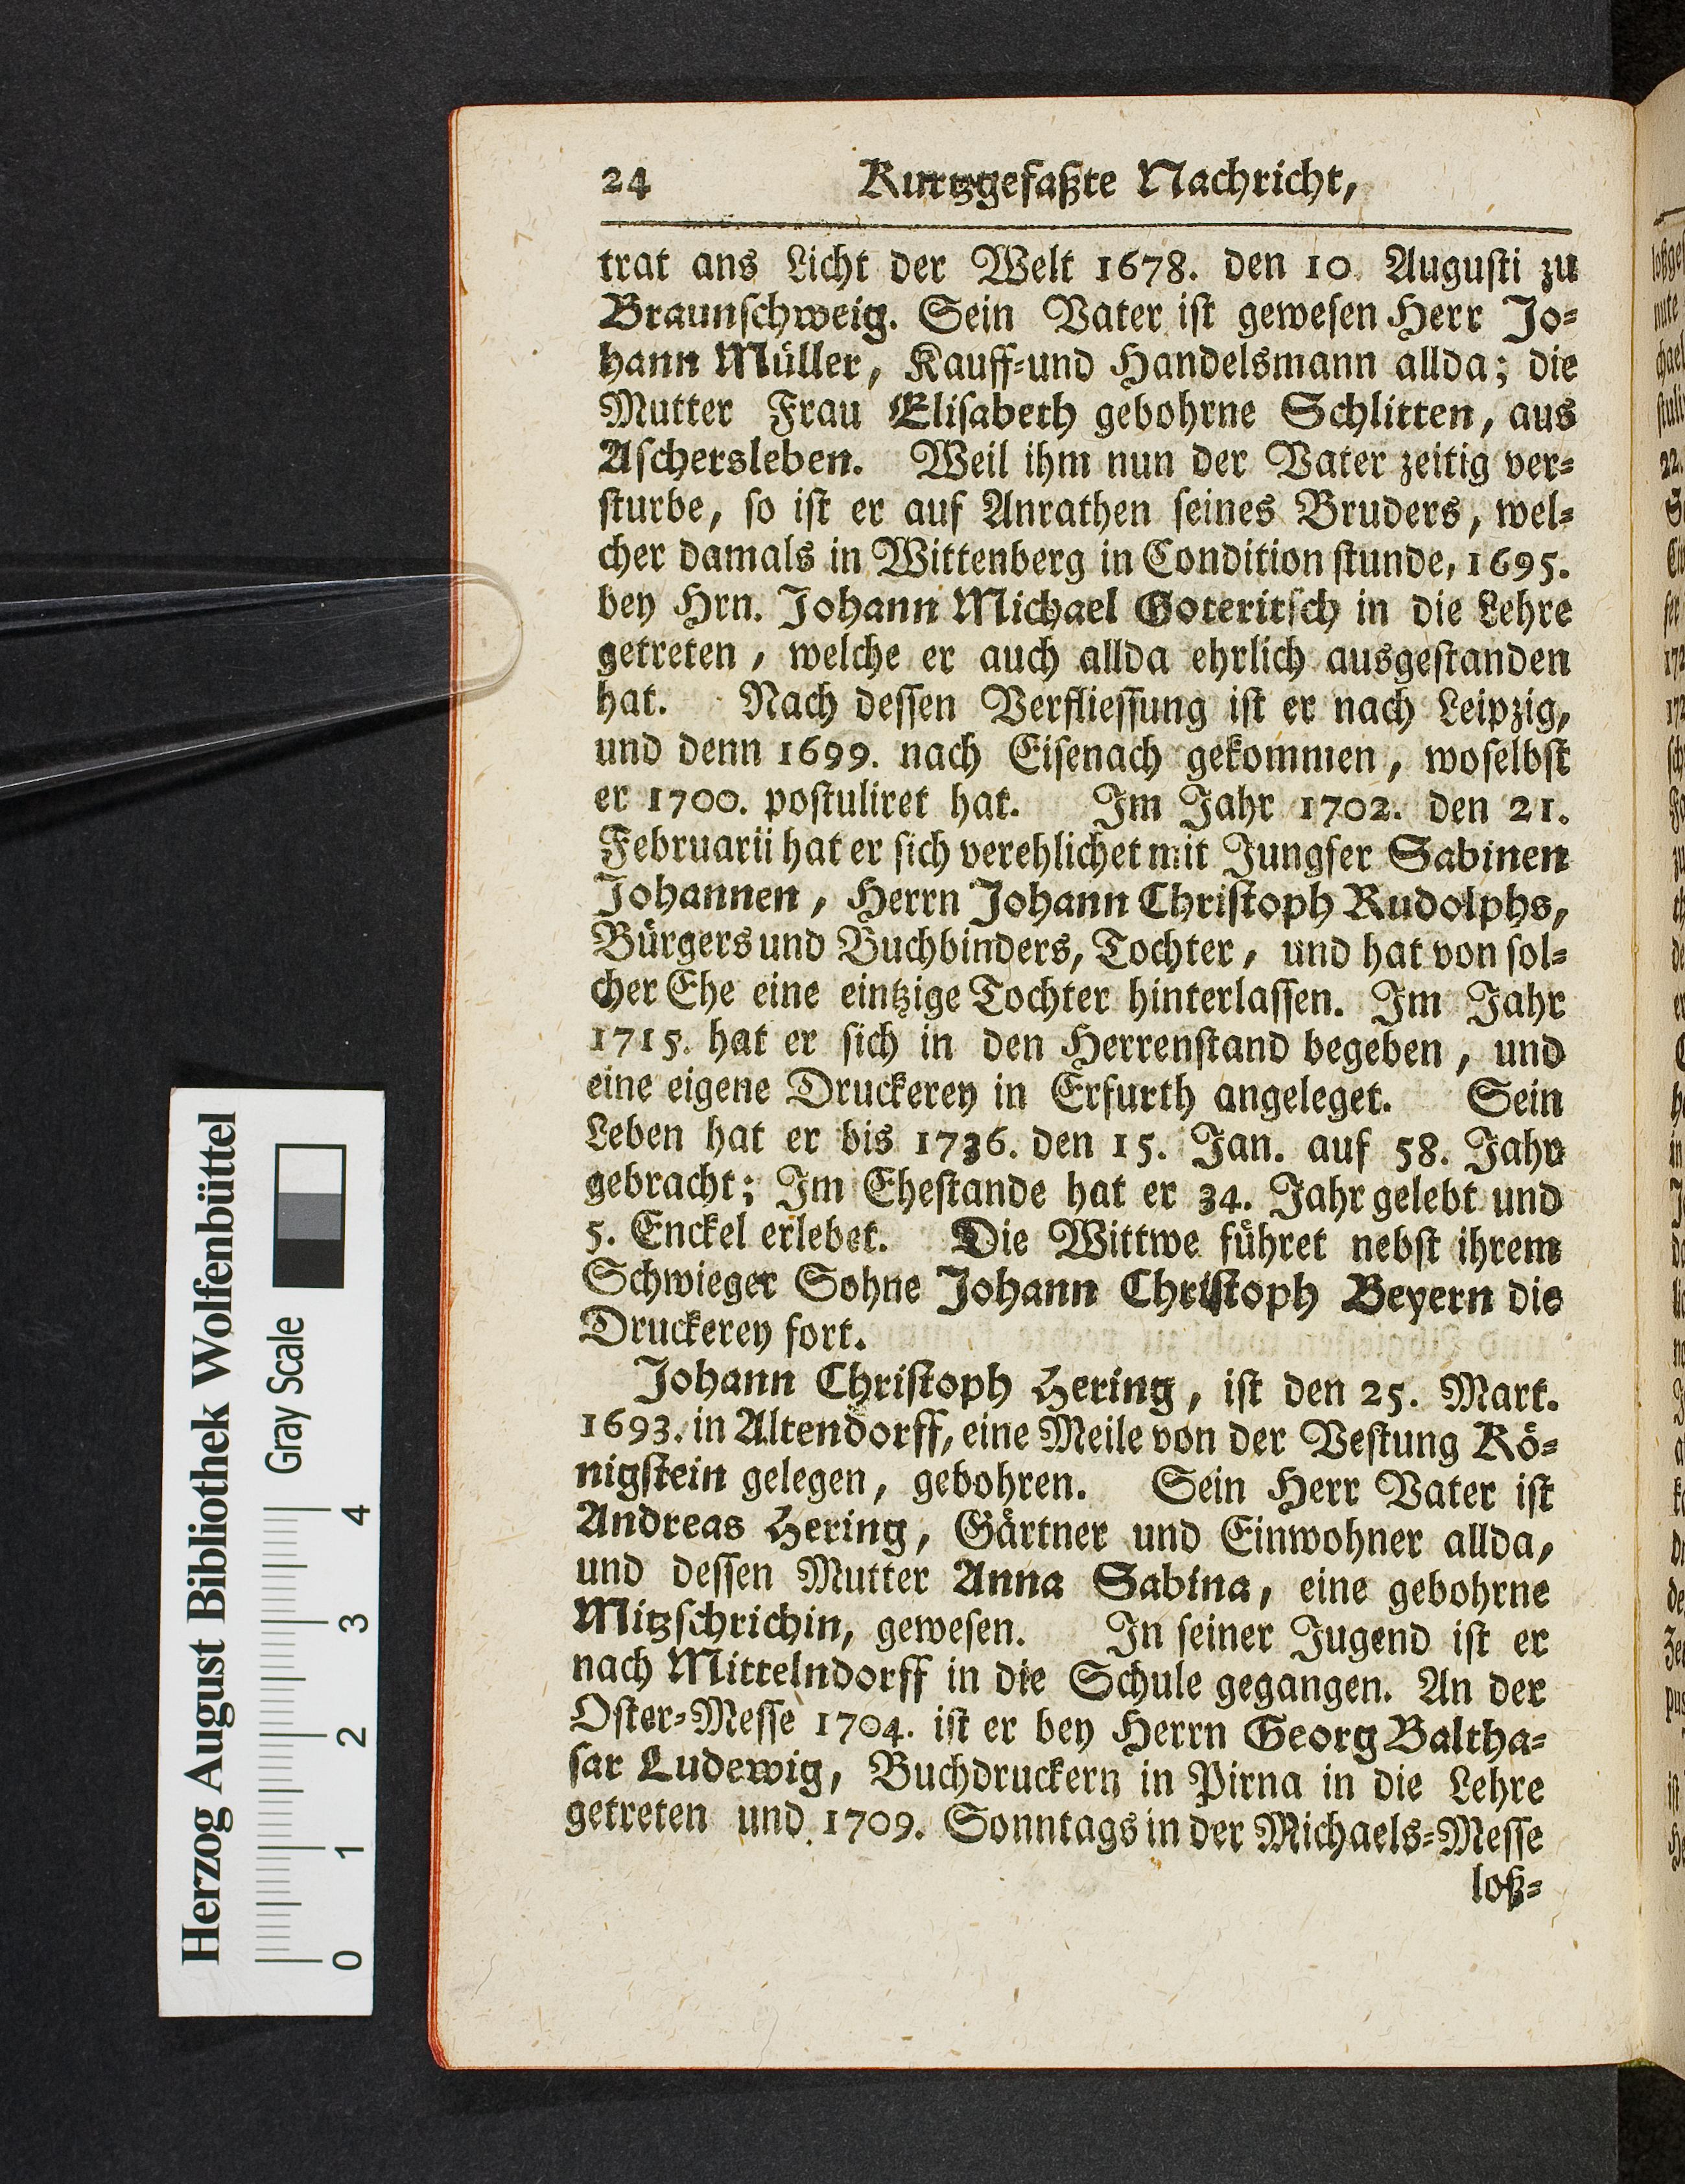 24 Kurtzgefaßte Nachricht,
trat ans Licht der Welt 1678. den 10. Augusti zu
Braunschweig. Sein Vater ist gewesen Herr Jo=
hann Müller, Kauff=und Handelsmann allda; die
Mutter Frau Elisabeth gebohrne Schlitten, aus
Aschersleben. Weil ihm nun der Vater zeitig ver=
sturbe, so ist er auf Anrathen seines Bruders, wel=
cher damals in Wittenberg in Condition stunde, 1695.
bey Hrn. Johann Michael Goteritsch in die Lehre
getreten, welche er auch allda ehrlich ausgestanden
hat. Nach dessen Verfliessung ist er nach Leipzig,
und denn 1699. nach Eisenach gekommen, woselbst
er 1700. postuliret hat. Im Jahr 1702. den 21.
Februarii hat er sich verehlichet mit Jungfer Sabinen
Johannen, Herrn Johann Christoph Rudolphs,
Bürgers und Buchbinders, Tochter, und hat von sol=
cher Ehe eine eintzige Tochter hinterlassen. Im Jahr
1715. hat er sich in den Herrenstand begeben, und
eine eigene Druckerey in Erfurth angeleget. Sein
Leben hat er bis 1736. den 15. Jan. auf 58. Jahr
gebracht; Im Ehestande hat er 34. Jahr gelebt und
5. Enckel erlebet. Die Wittwe führet nebst ihrem
Schwieger Sohne Johann Christoph Beyern die
Druckerey fort.
Johann Christoph Hering, ist den 25. Mart.
1693. in Altendorff, eine Meile von der Vestung Kö=
nigstein gelegen, gebohren. Sein Herr Vater ist
Andreas Hering, Gärtner und Einwohner allda,
und dessen Mutter Anna Sabina, eine gebohrne
Mitzschrichin, gewesen. In seiner Jugend ist er
nach Mittelndorff in die Schule gegangen. An der
Oster=Messe 1704. ist er bey Herrn Georg Baltha=
sar Ludewig, Buchdruckern in Pirna in die Lehre
getreten und 1709. Sonntags in der Michaels=Messe
loß=
Herzog August Bibliothek Wolfenbüttel
Gray Scale
0 1 2 3 4